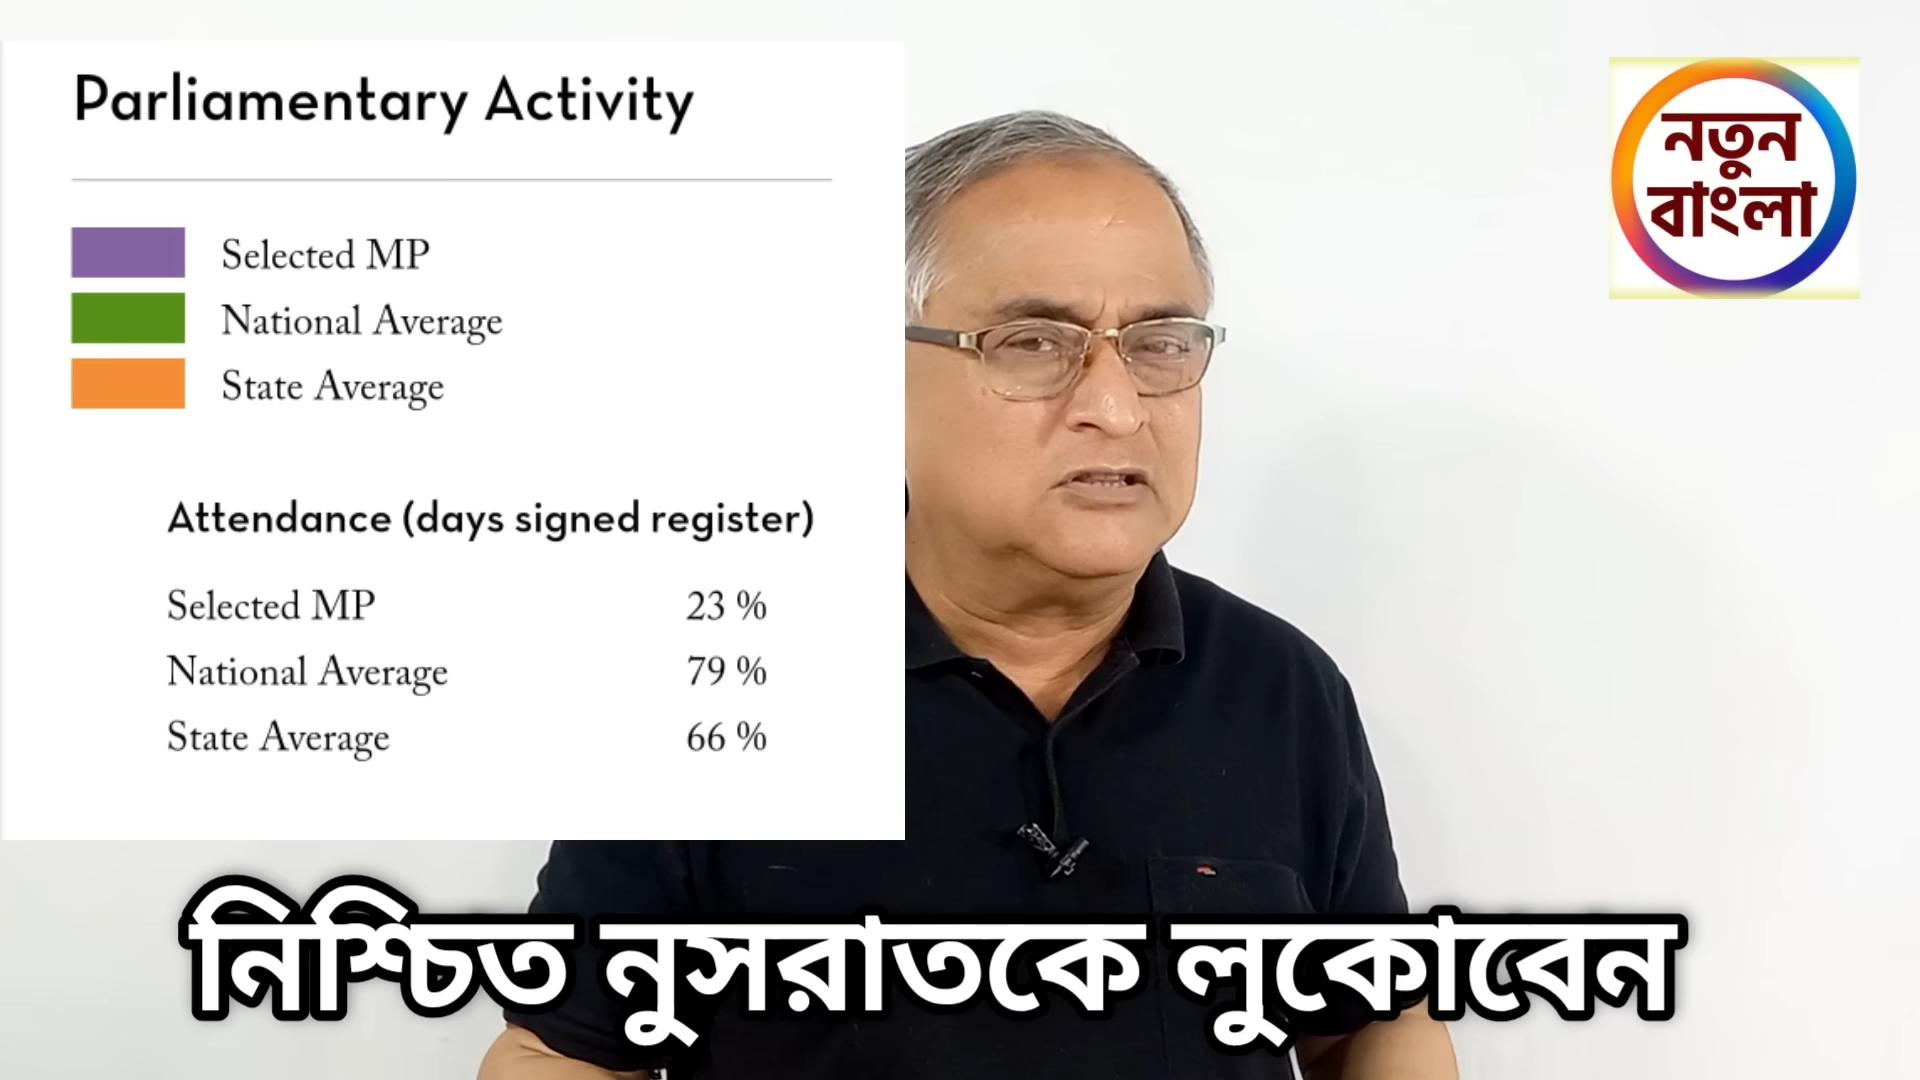 Parliamentary Activity
Selected MP
National Average
State Average
Attendance (days signed register)
Selected MP 23 %
National Average 79 %
State Average 66 %
নতুন
বাংলা
নিশ্চিত নুসরাতকে লুকোবেন